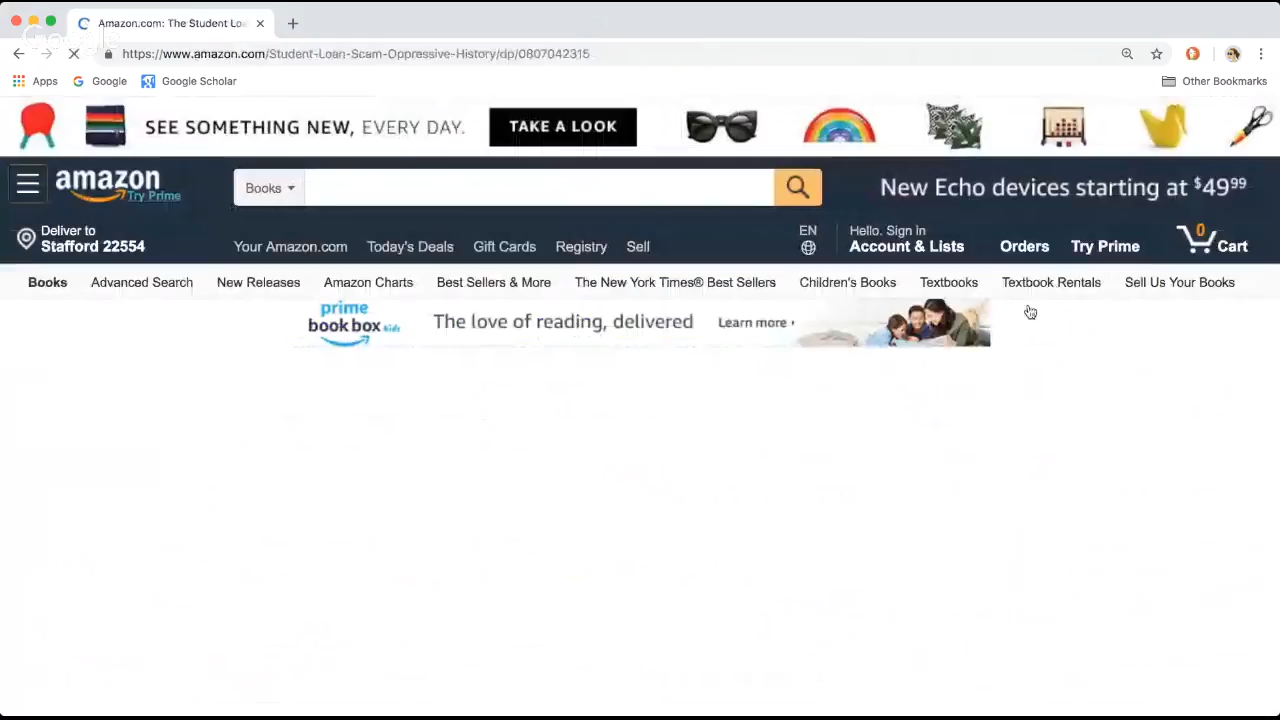 Amazon.com: The Student Loa
Google
https://www.amazon.com/Student-Loan-Scam-Oppressive-History/dp/0807042315
Apps
Google
Google Scholar
Other Bookmarks
SEE SOMETHING NEW, EVERY DAY.
TAKE A LOOK
amazon
Try Prime
Books
New Echo devices starting at $49.99
Deliver to
Stafford 22554
Your Amazon.com
Today's Deals
Gift Cards
Registry
Sell
EN
Hello. Sign in
Account & Lists
Orders
Try Prime
0
Cart
Books
Advanced Search
New Releases
Amazon Charts
Best Sellers & More
The New York Times® Best Sellers
Children's Books
Textbooks
Textbook Rentals
Sell Us Your Books
prime
book box kids
The love of reading, delivered
Learn more